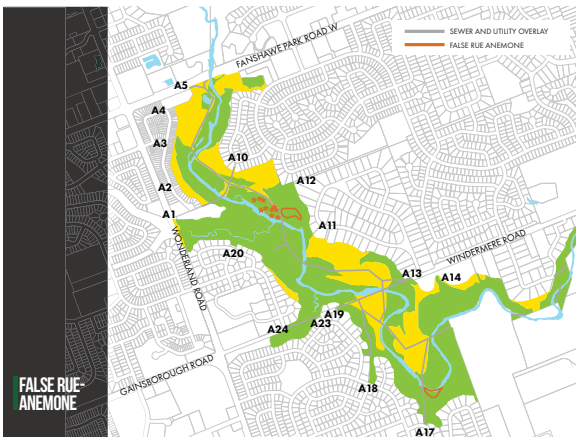 FANSHAWE PARK ROAD W
SEWER AND UTILITY OVERLAY
FALSE RUE ANEMONE
A5
A4
A3
A10
A12
A2
A1
A11
WONDERLAND ROAD
A20
WINDERMERE ROAD
A13
A14
A19
A23
A24
GAINSBOROUGH ROAD
A18
A17
FALSE RUE-
ANEMONE